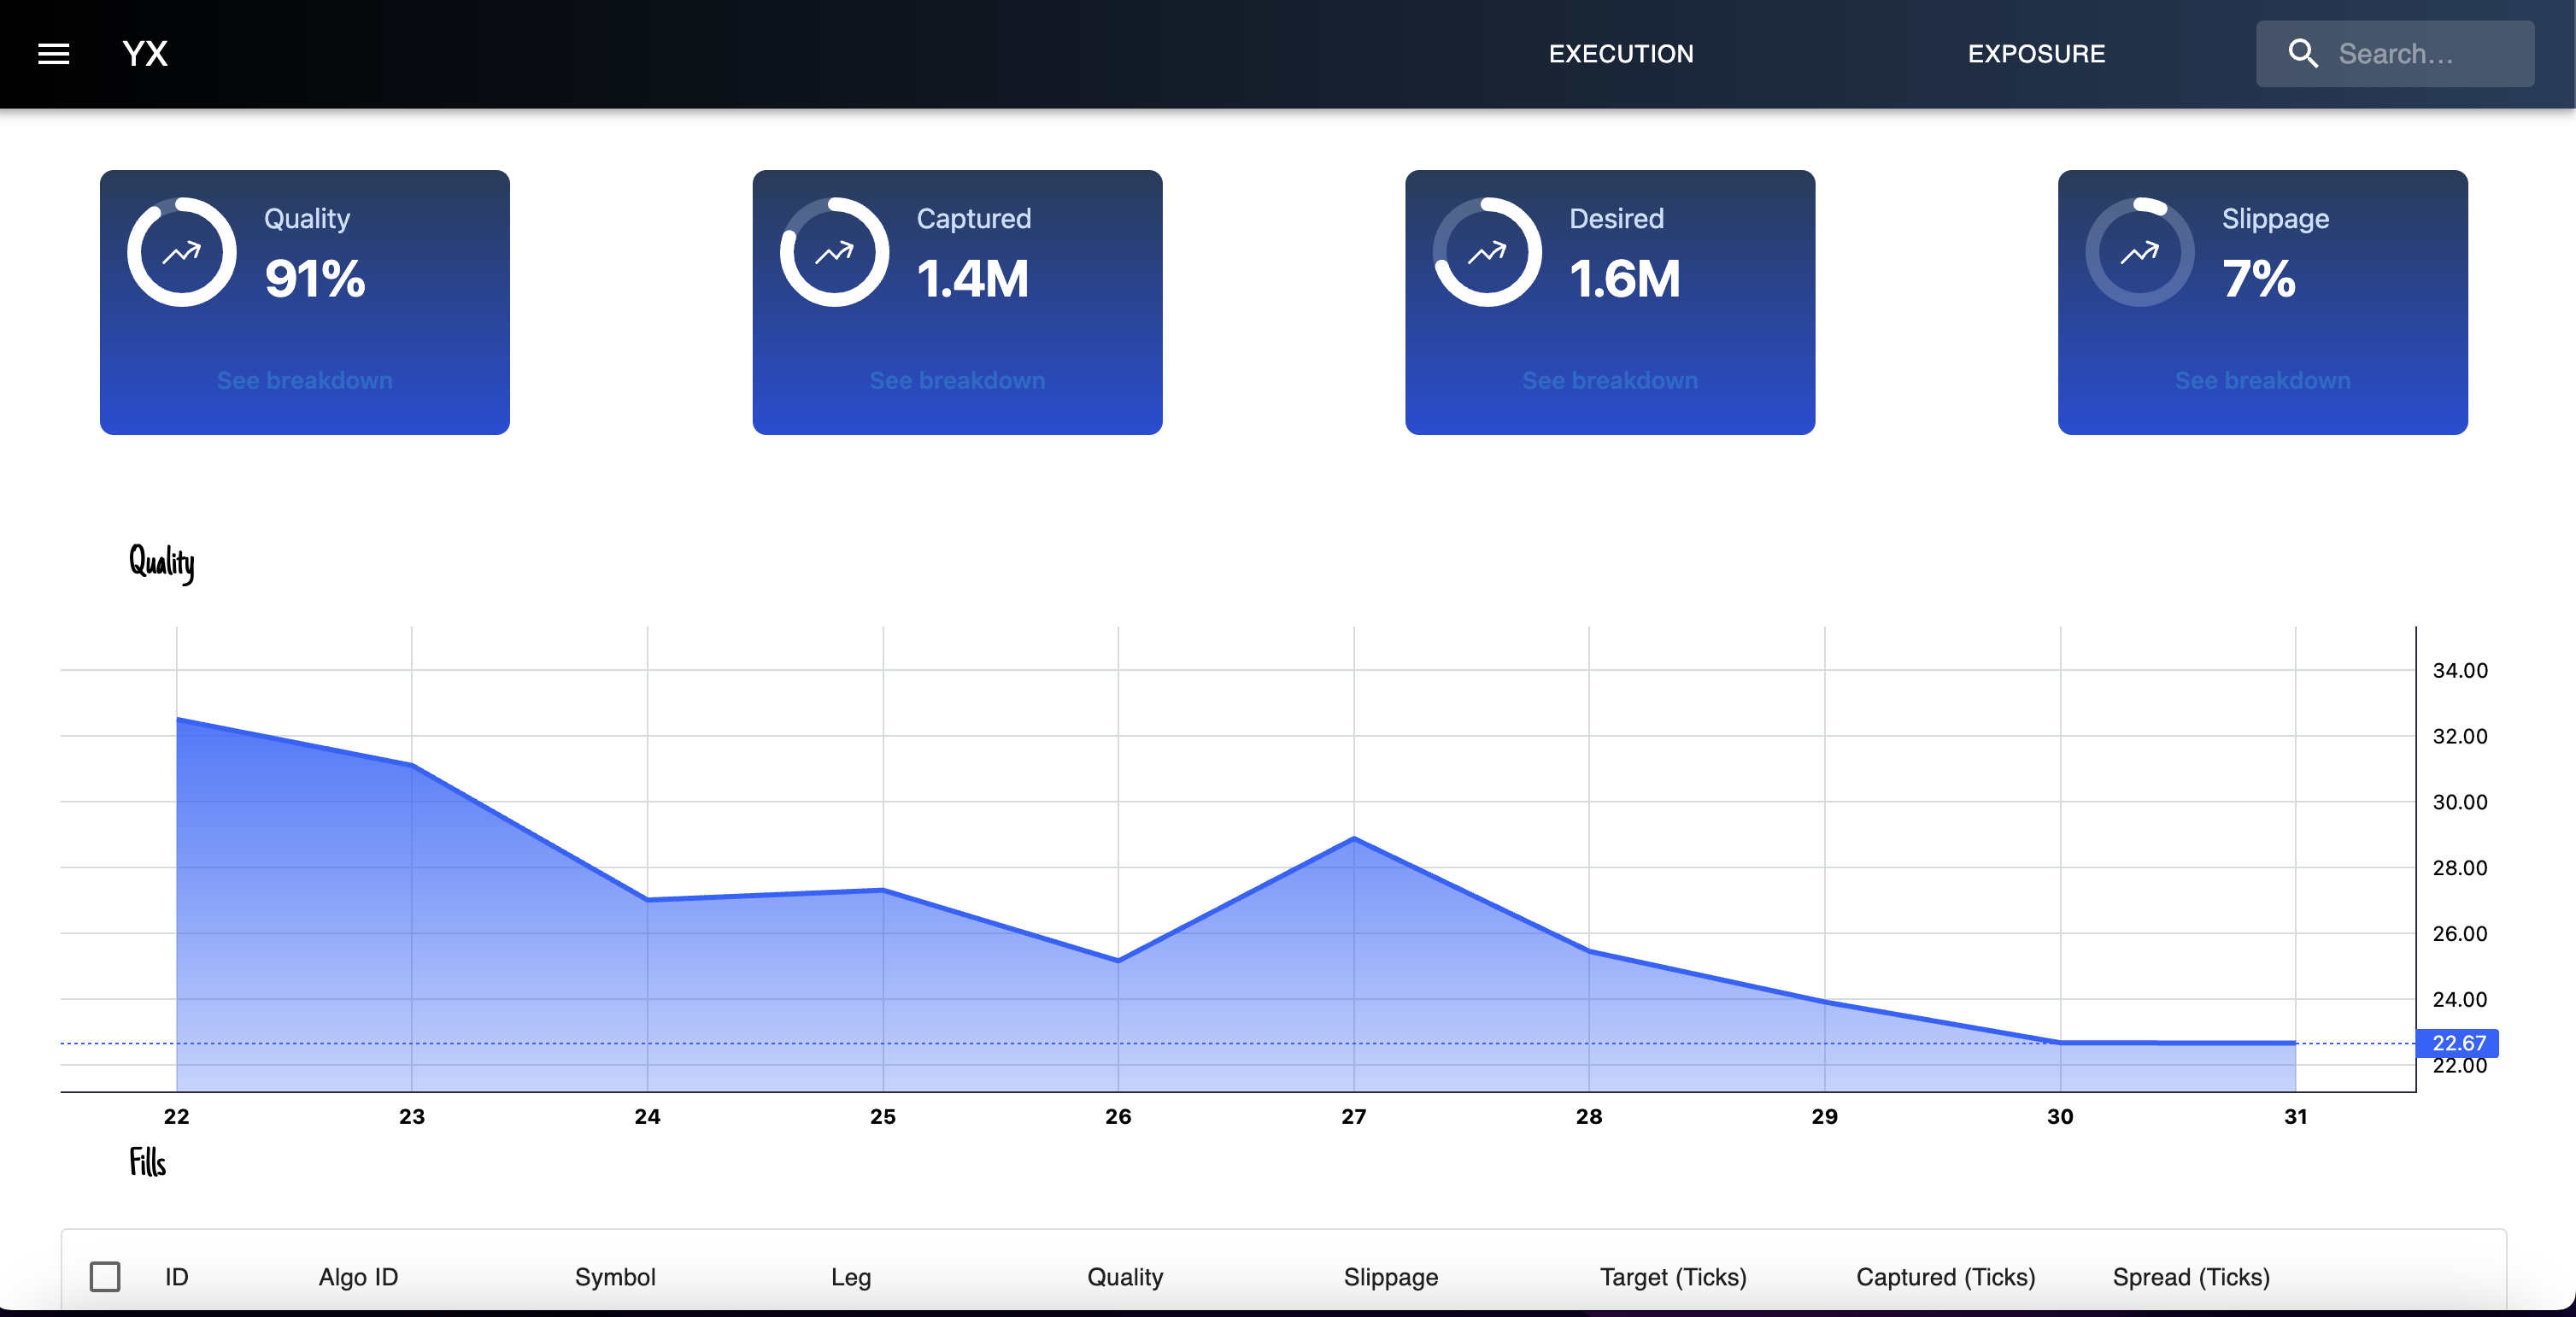 YX EXECUTION EXPOSURE Search...
Quality Captured Desired Slippage
91% 1.4M 1.6M 7%
See breakdown See breakdown See breakdown See breakdown
Quality
34.00
32.00
30.00
28.00
26.00
24.00
22.67
22.00
22 23 24 25 26 27 28 29 30 31
Fills
ID Algo ID Symbol Leg Quality Slippage Target (Ticks) Captured (Ticks) Spread (Ticks)